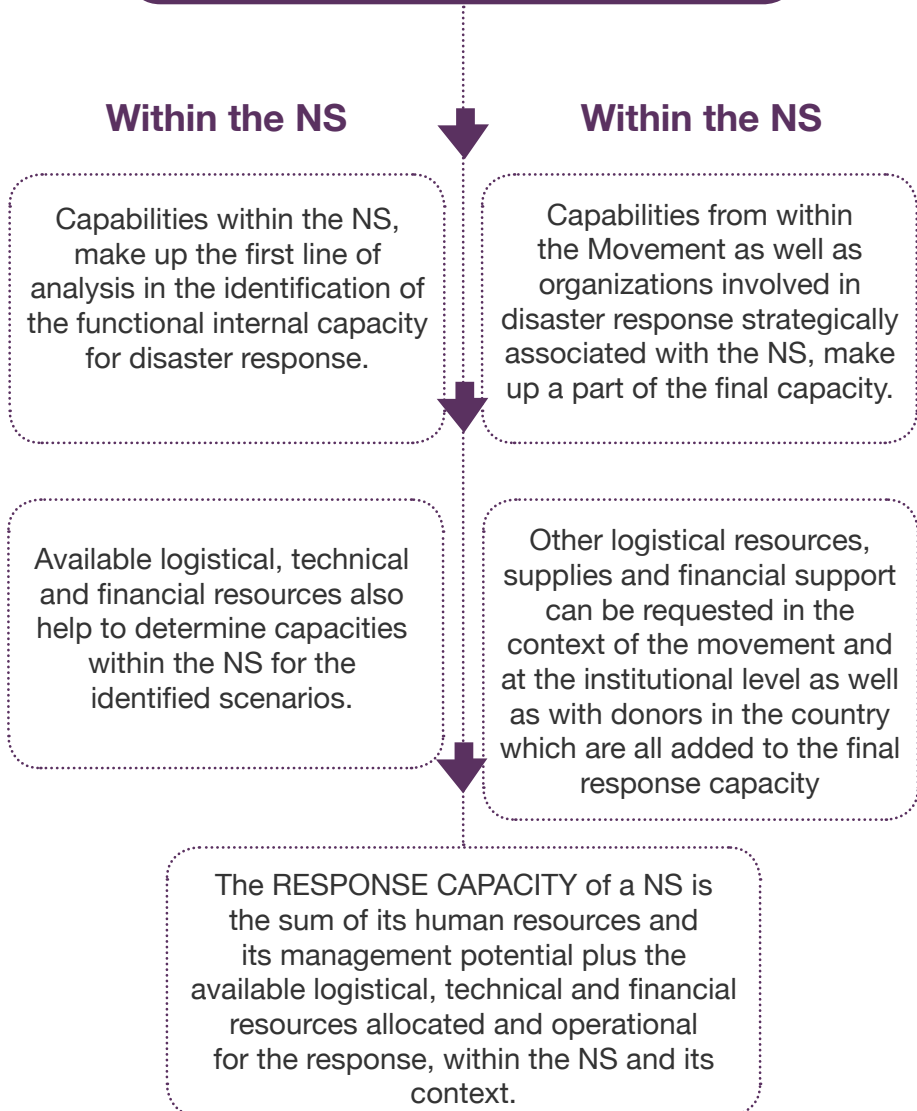 Within the NS
Within the NS
Capabilities within the NS,
make up the first line of
analysis in the identification of
the functional internal capacity
for disaster response.
Capabilities from within
the Movement as well as
organizations involved in
disaster response strategically
associated with the NS, make
up a part of the final capacity.
Available logistical, technical
and financial resources also
help to determine capacities
within the NS for the
identified scenarios.
Other logistical resources,
supplies and financial support
can be requested in the
context of the movement and
at the institutional level as well
as with donors in the country
which are all added to the final
response capacity
The RESPONSE CAPACITY of a NS is
the sum of its human resources and
its management potential plus the
available logistical, technical and financial
resources allocated and operational
for the response, within the NS and its
context.